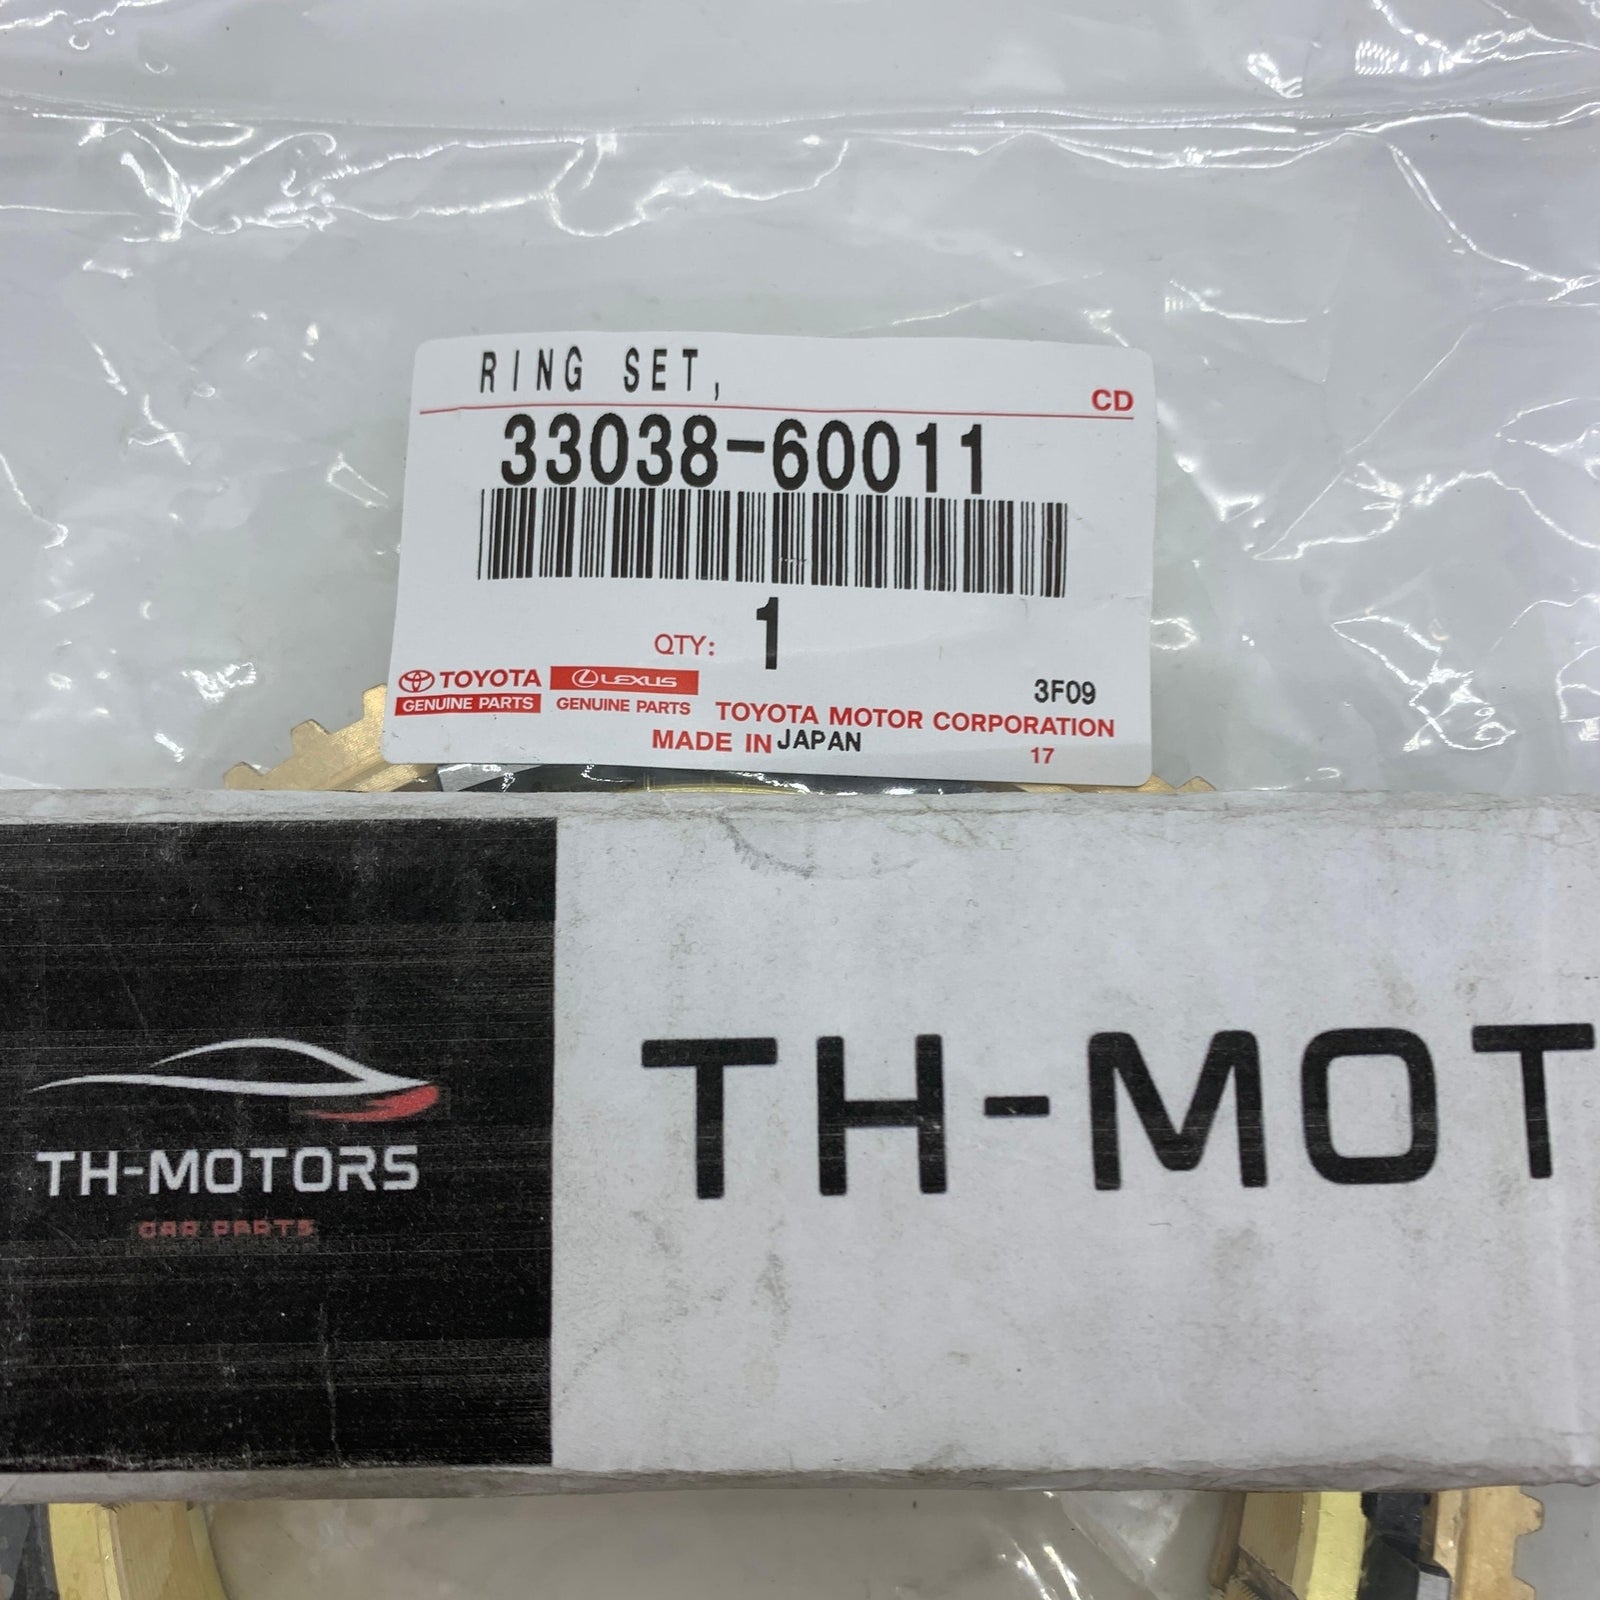 RING SET,
CD
33038-60011
QTY: 1
TOYOTA LEXUS
GENUINE PARTS GENUINE PARTS
3F09
TOYOTA MOTOR CORPORATION
MADE IN JAPAN
17
TH-MOTORS
CAR PARTS
TH-MOT